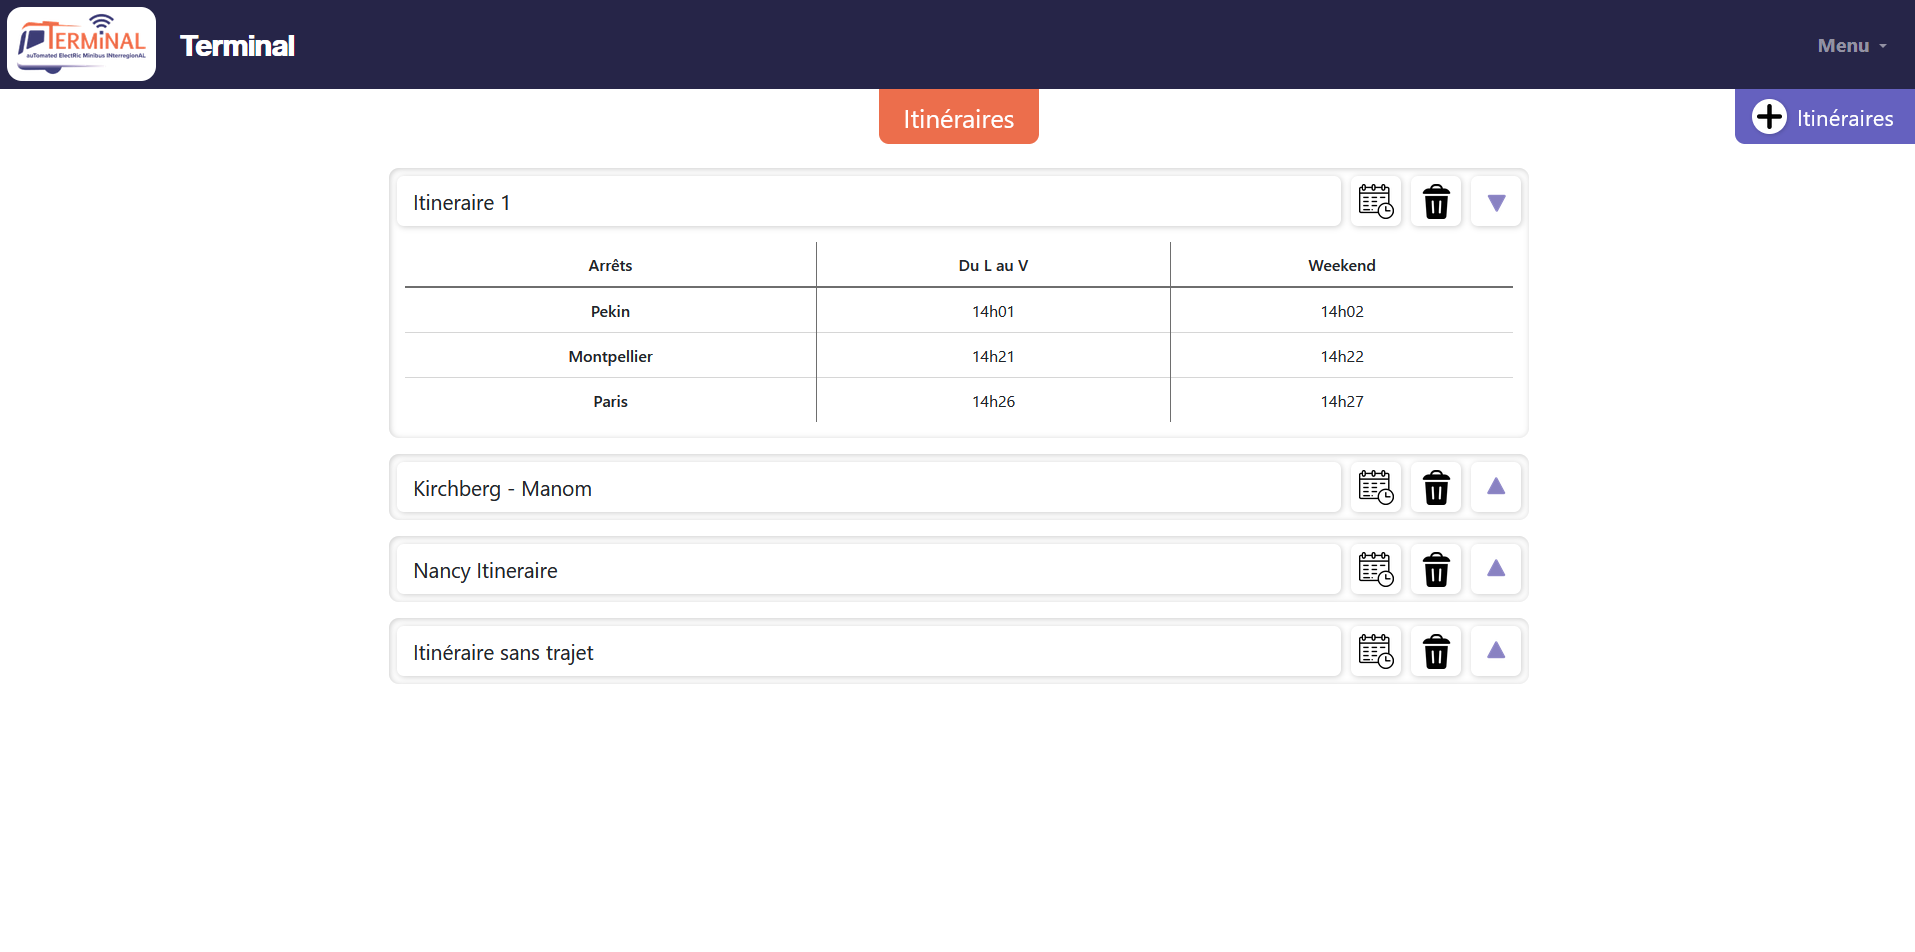 TERMiNAL
auTomated ElectRic Minibus INterregionAL
Terminal
Menu
Itinéraires
Itinéraires
Itineraire 1
Arrêts Du L au V Weekend
Pekin 14h01 14h02
Montpellier 14h21 14h22
Paris 14h26 14h27
Kirchberg - Manom
Nancy Itineraire
Itinéraire sans trajet